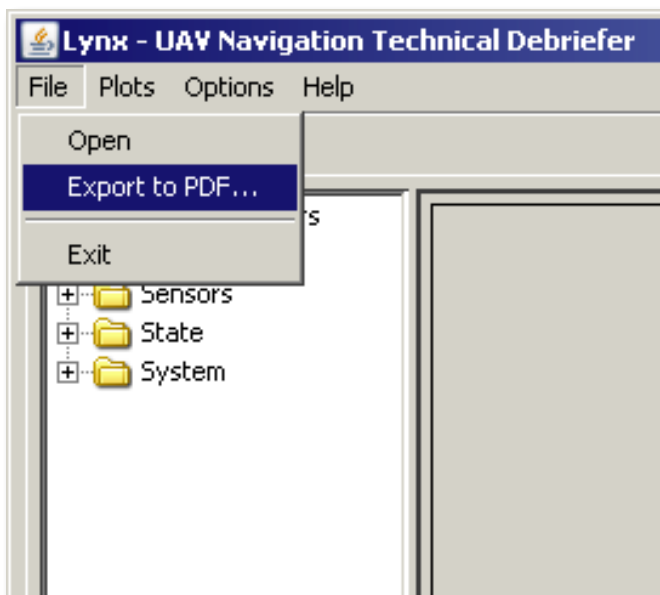 Lynx - UAV Navigation Technical Debriefer
File Plots Options Help
Open
Export to PDF...
Exit
Sensors
State
System